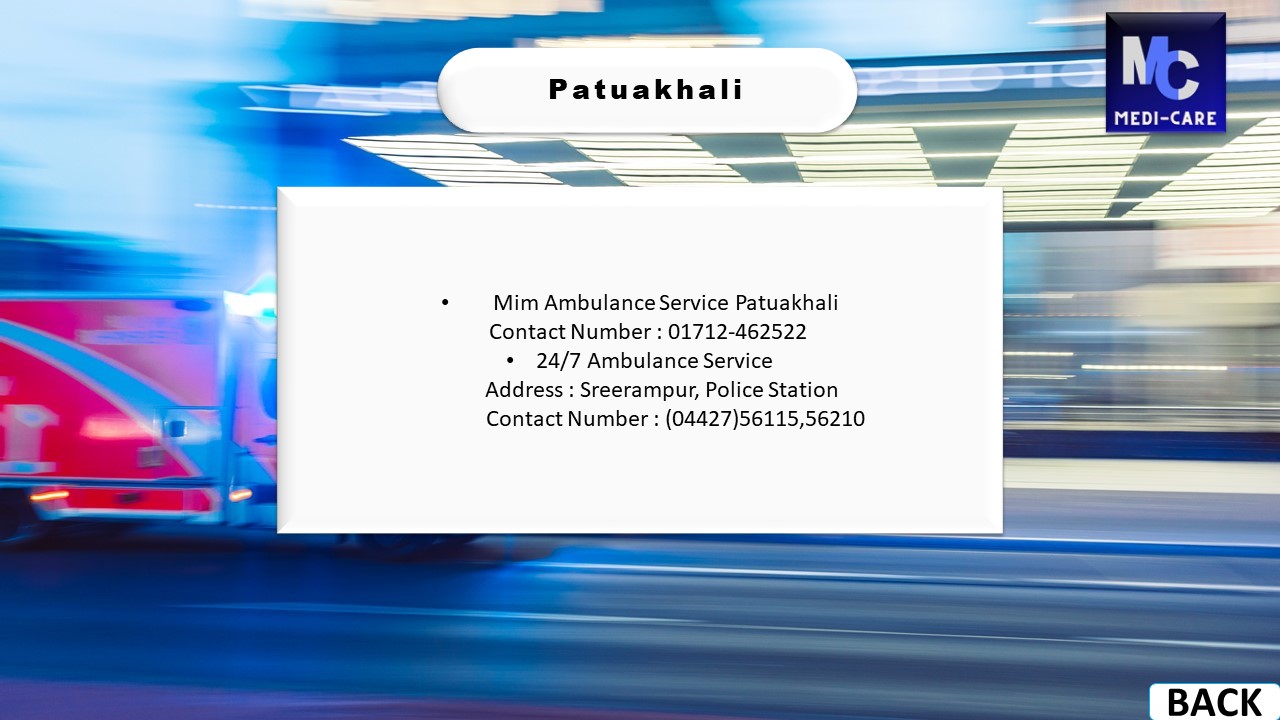 Patuakhali
MC
MEDI-CARE
• Mim Ambulance Service Patuakhali
Contact Number : 01712-462522
• 24/7 Ambulance Service
Address : Sreerampur, Police Station
Contact Number : (04427)56115,56210
BACK